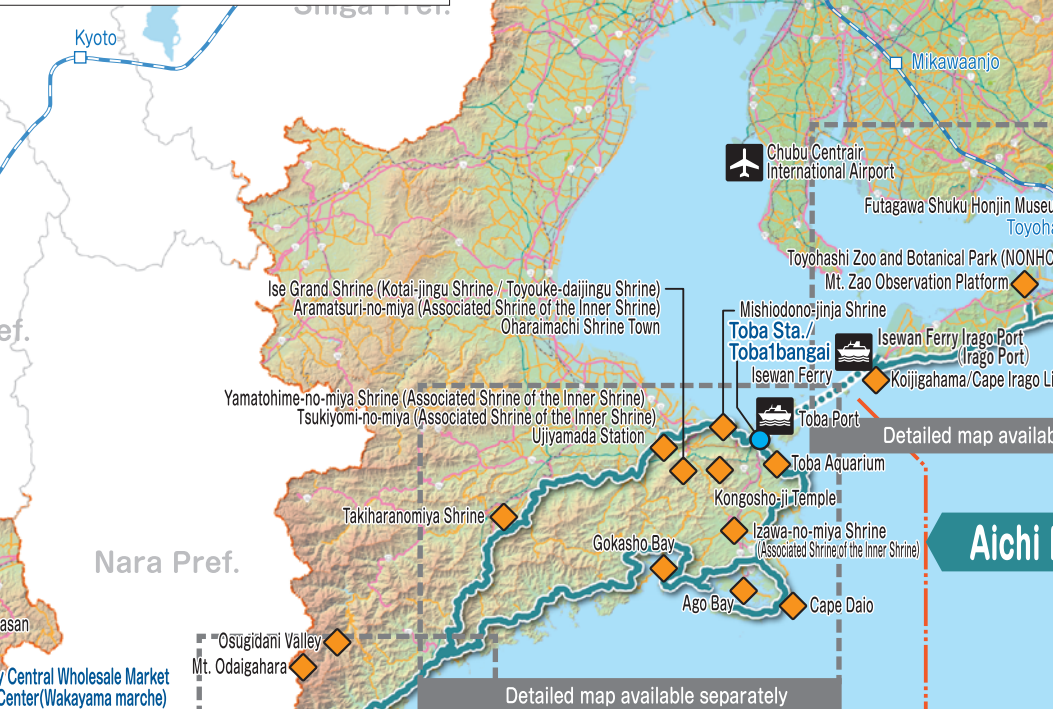 Shiga Pref.
Kyoto
Mikawaanjo
Chubu Centrair
International Airport
Futagawa Shuku Honjin
Toyohashi Zoo and Botanical Park
Mt. Zao Observation Platform
Ise Grand Shrine (Kotai-jingu Shrine / Toyouke-daijingu Shrine)
Aramatsuri-no-miya (Associated Shrine of the Inner Shrine)
Oharaimachi Shrine Town
Mishiodono-jinja Shrine
Toba Sta./
Toba1bangai
Isewan Ferry Irago Port
(Irago Port)
Isewan Ferry
Koijigahama/Cape Irago
Yamatohime-no-miya Shrine (Associated Shrine of the Inner Shrine)
Tsukiyomi-no-miya (Associated Shrine of the Inner Shrine)
Ujiyamada Station
Toba Port
Detailed map
Toba Aquarium
Kongosho-ji Temple
Takiharanomiya Shrine
Izawa-no-miya Shrine
(Associated Shrine of the Inner Shrine)
Gokasho Bay
Aichi
Nara Pref.
Ago Bay
Cape Daio
Osugidani Valley
Mt. Odaigahara
Central Wholesale Market
Center(Wakayama marche)
Detailed map available separately